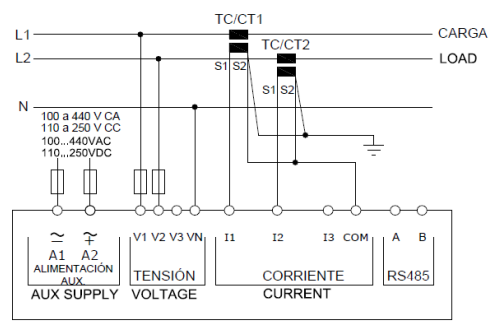 TC/CT1
L1 CARGA
TC/CT2
L2 S1 S2 LOAD
S1 S2
N
100 a 440 V CA
110 a 250 V CC
100...440VAC
110...250VDC
A1 A2 V1 V2 V3 VN I1 I2 I3 COM A B
ALIMENTACIÓN
AUX.
TENSIÓN CORRIENTE RS485
AUX SUPPLY VOLTAGE CURRENT